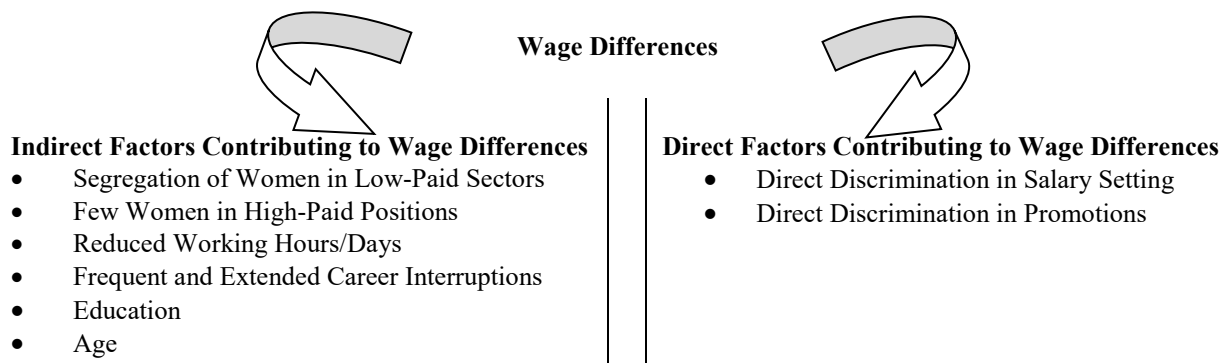 Wage Differences
Indirect Factors Contributing to Wage Differences
• Segregation of Women in Low-Paid Sectors
• Few Women in High-Paid Positions
• Reduced Working Hours/Days
• Frequent and Extended Career Interruptions
• Education
• Age
Direct Factors Contributing to Wage Differences
• Direct Discrimination in Salary Setting
• Direct Discrimination in Promotions